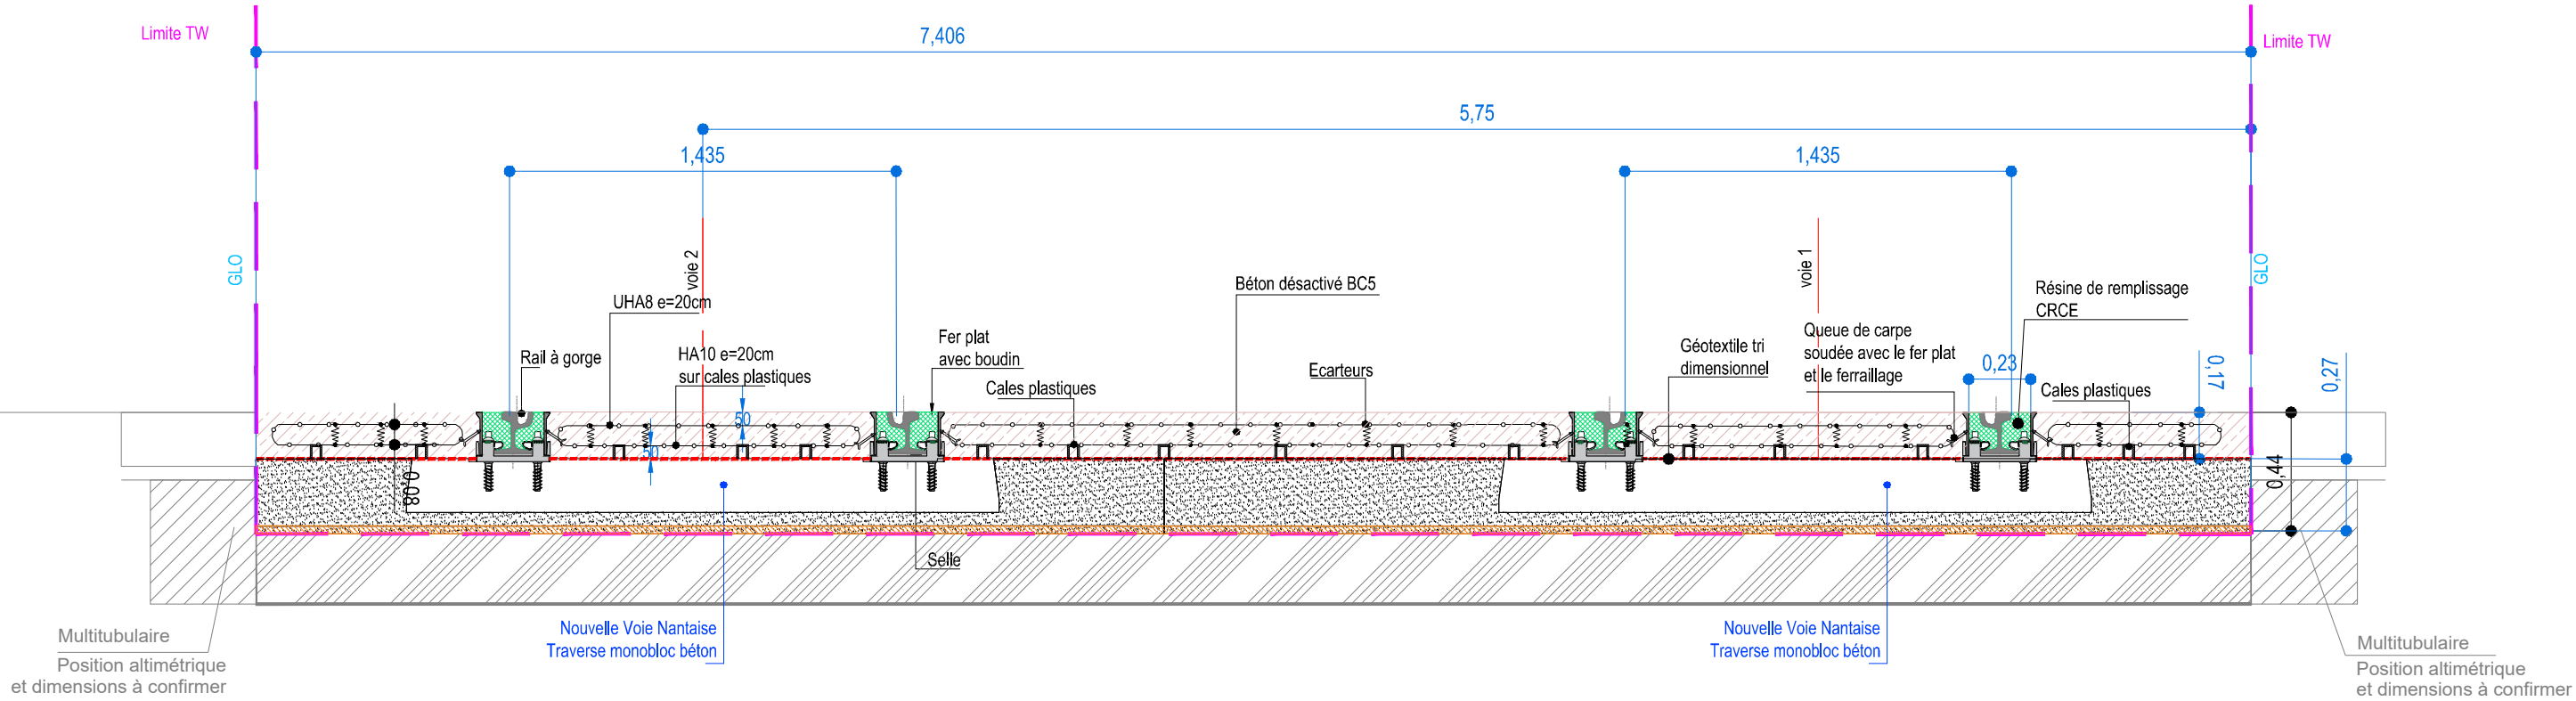 Limite TW
7,406
Limite TW
5,75
1,435
1,435
GLO
voie 2
voie 1
GLO
UHA8 e=20cm
Béton désactivé BC5
Résine de remplissage
CRCE
Rail à gorge
HA10 e=20cm
sur cales plastiques
Fer plat
avec boudin
Cales plastiques
Ecarteurs
Géotextile tri
dimensionnel
Queue de carpe
soudée avec le fer plat
et le ferraillage
0,23
Cales plastiques
0,17
0,27
50
50
0,08
0,44
Selle
Nouvelle Voie Nantaise
Traverse monobloc béton
Nouvelle Voie Nantaise
Traverse monobloc béton
Multitubulaire
Position altimétrique
et dimensions à confirmer
Multitubulaire
Position altimétrique
et dimensions à confirmer